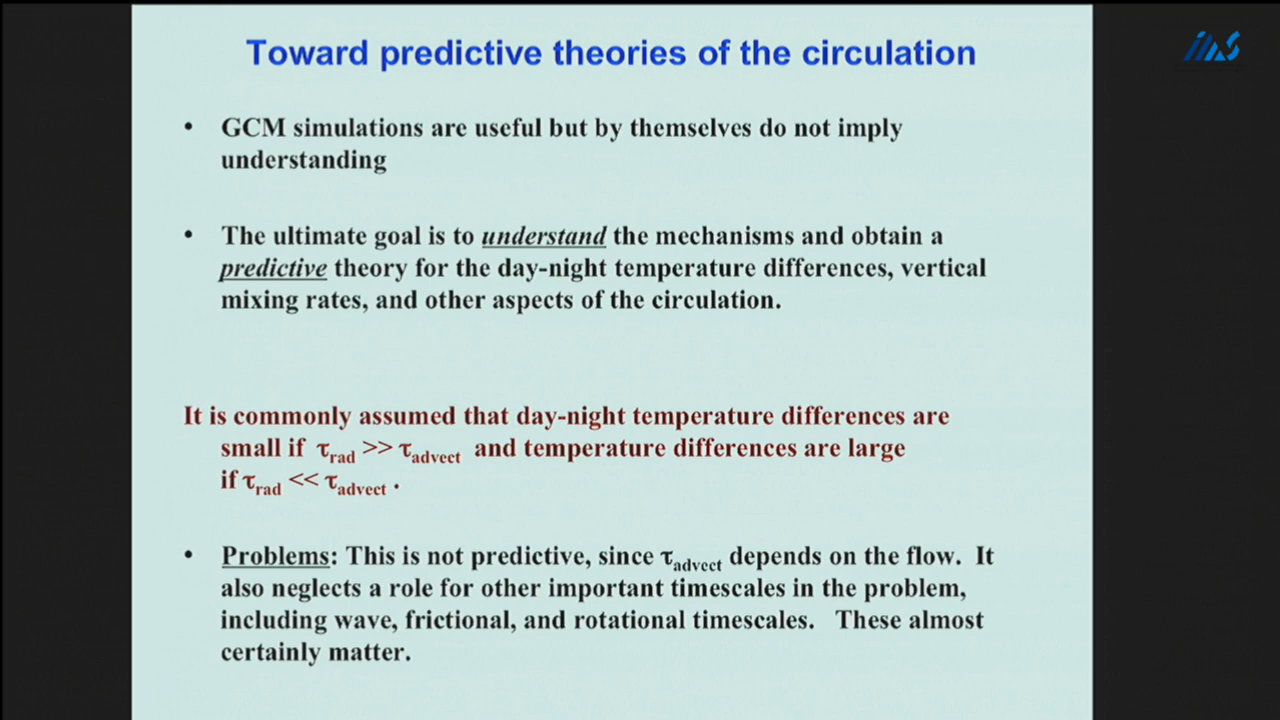 Toward predictive theories of the circulation
ims
• GCM simulations are useful but by themselves do not imply
understanding
• The ultimate goal is to understand the mechanisms and obtain a
predictive theory for the day-night temperature differences, vertical
mixing rates, and other aspects of the circulation.
It is commonly assumed that day-night temperature differences are
small if τrad >> τadvect and temperature differences are large
if τrad << τadvect .
• Problems: This is not predictive, since τadvect depends on the flow. It
also neglects a role for other important timescales in the problem,
including wave, frictional, and rotational timescales. These almost
certainly matter.